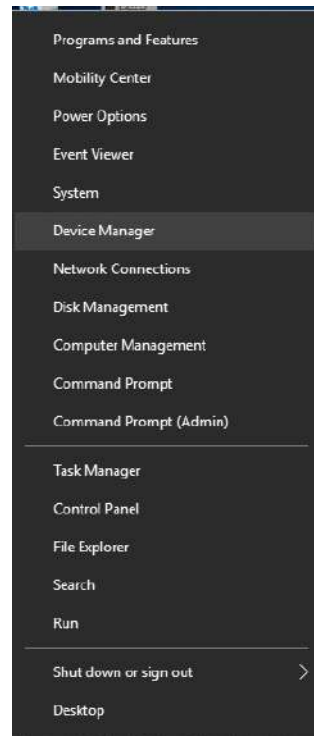 Programs and Features
Mobility Center
Power Options
Event Viewer
System
Device Manager
Network Connections
Disk Management
Computer Management
Command Prompt
Command Prompt (Admin)
Task Manager
Control Panel
File Explorer
Search
Run
Shut down or sign out
Desktop